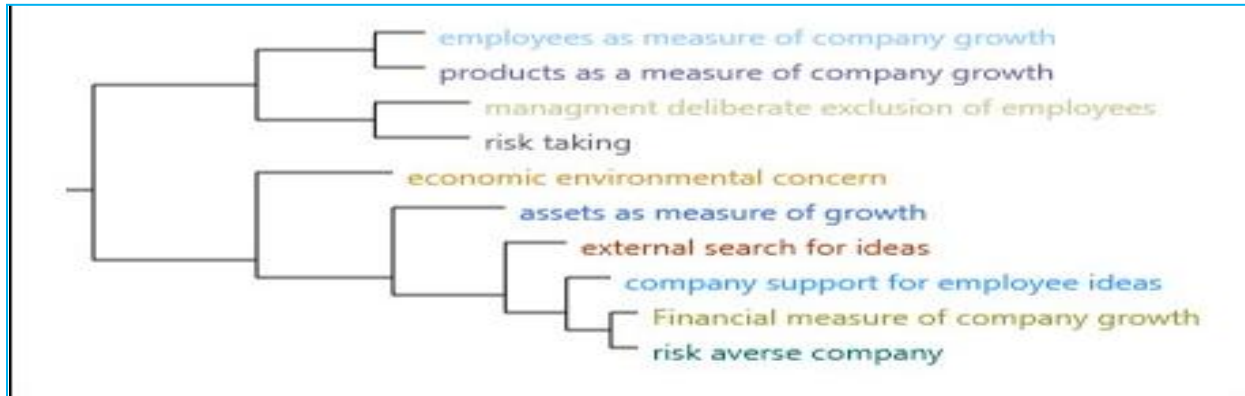 employees as measure of company growth
products as a measure of company growth
managment deliberate exclusion of employees
risk taking
economic environmental concern
assets as measure of growth
external search for ideas
company support for employee ideas
Financial measure of company growth
risk averse company